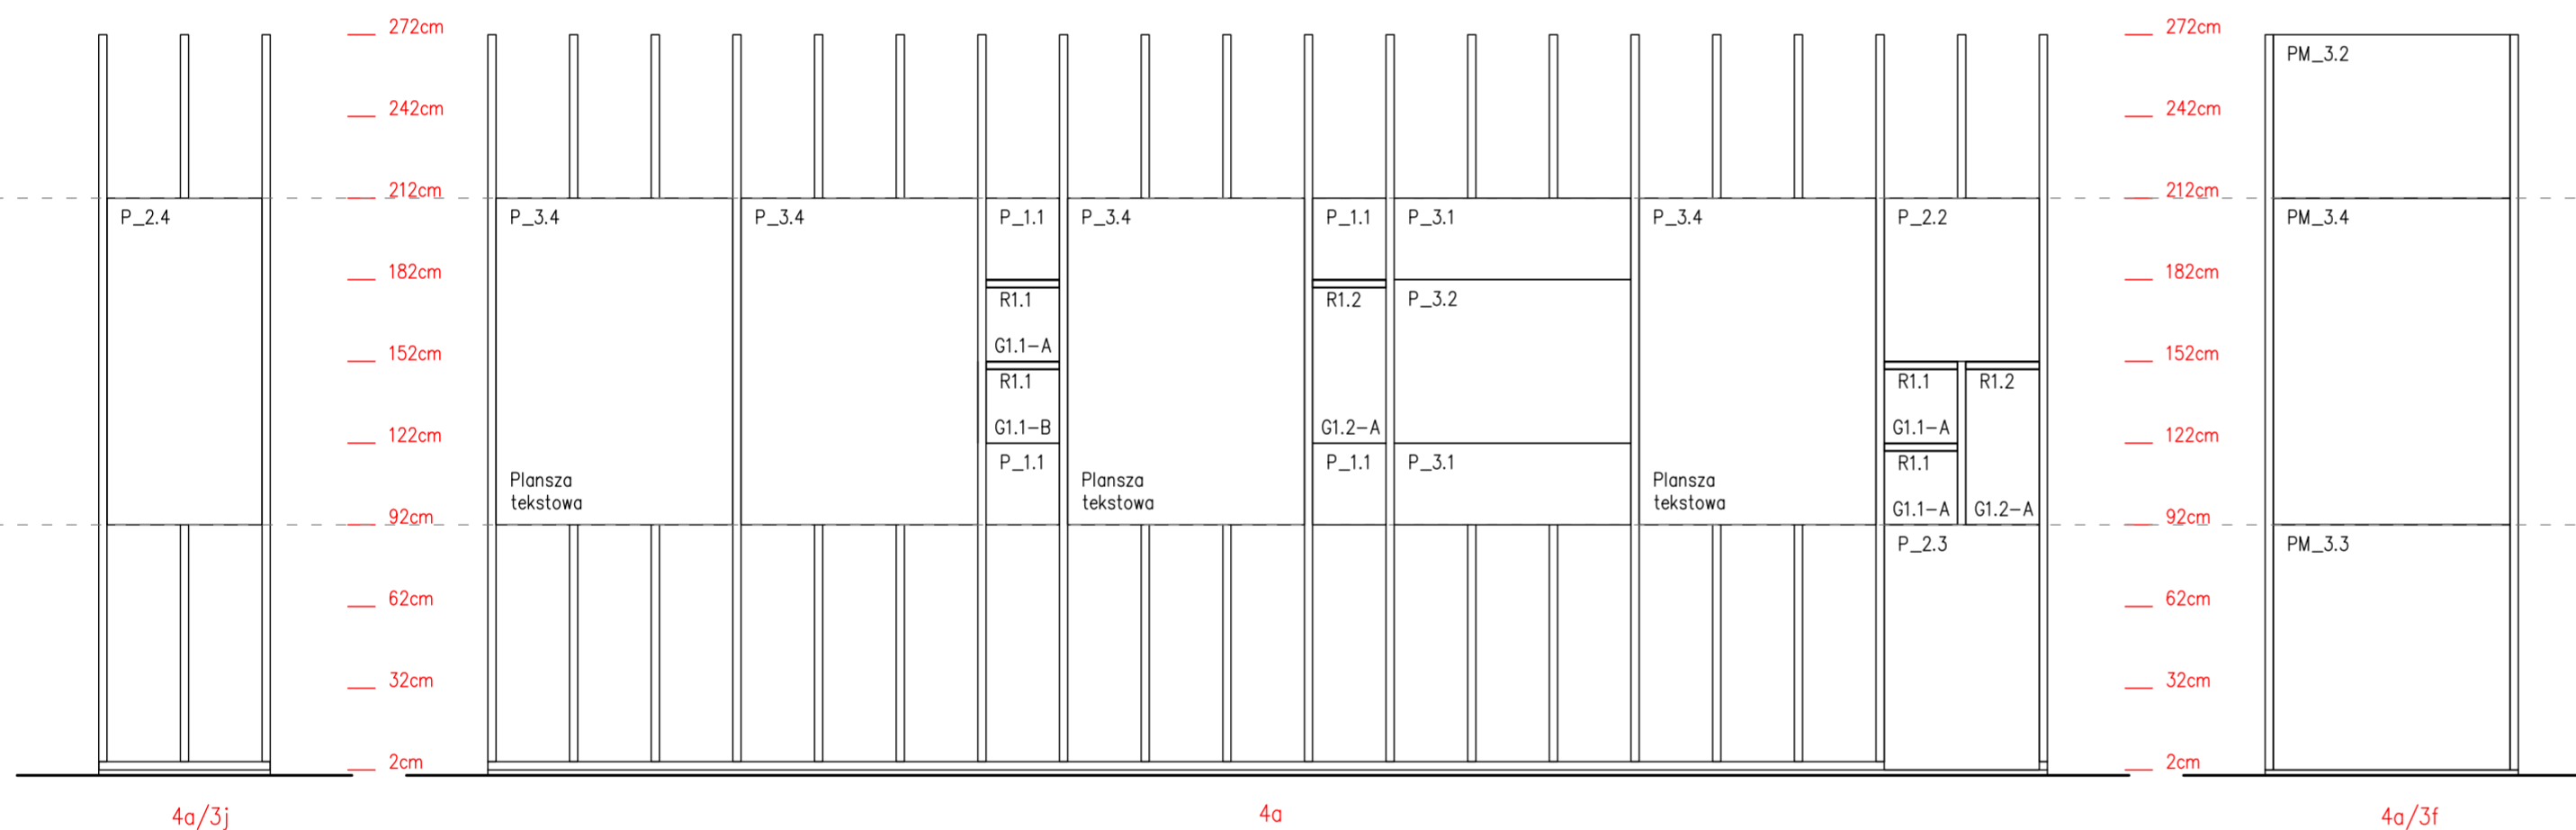 272cm
272cm
PM_3.2
242cm
242cm
212cm
212cm
P_2.4
P_3.4
P_3.4
P_1.1
P_3.4
P_1.1
P_3.1
P_3.4
P_2.2
PM_3.4
182cm
182cm
R1.1
R1.2
P_3.2
G1.1-A
152cm
152cm
R1.1
R1.1
R1.2
G1.1-B
G1.2-A
G1.1-A
122cm
122cm
P_1.1
P_1.1
P_3.1
R1.1
Plansza
tekstowa
Plansza
tekstowa
Plansza
tekstowa
G1.1-A
G1.2-A
92cm
92cm
P_2.3
PM_3.3
62cm
62cm
32cm
32cm
2cm
2cm
4a/3j
4a
4a/3f